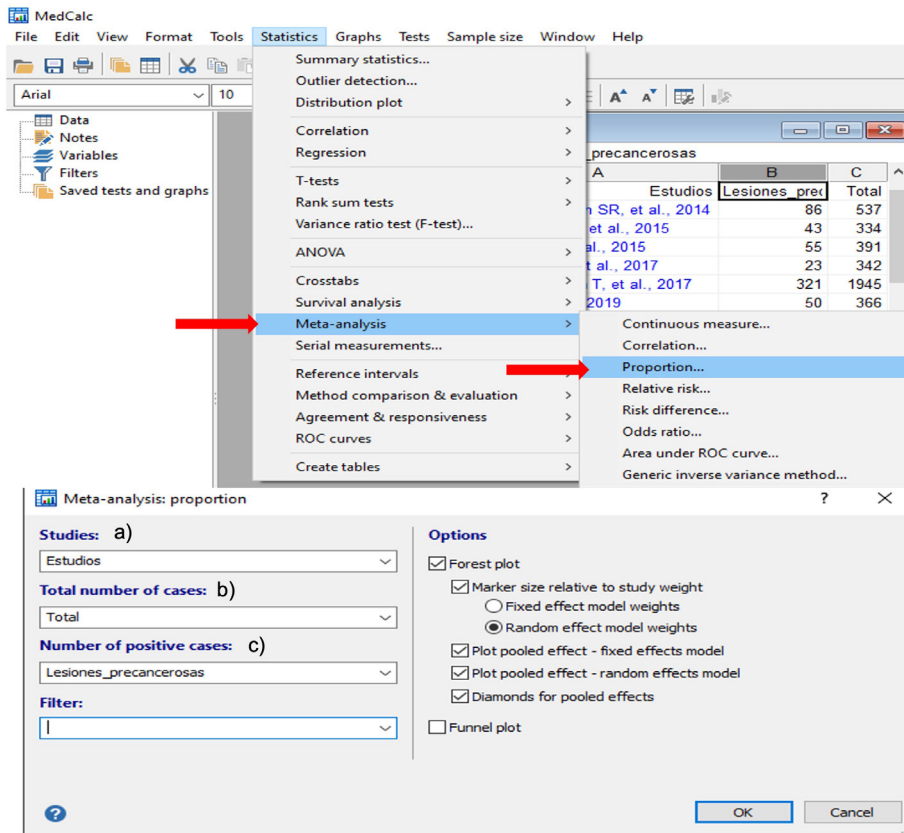 MedCalc
File Edit View Format Tools Statistics Graphs Tests Sample size Window Help
Arial 10
Data
Notes
Variables
Filters
Saved tests and graphs
Summary statistics...
Outlier detection...
Distribution plot
Correlation
Regression
T-tests
Rank sum tests
Variance ratio test (F-test)...
ANOVA
Crosstabs
Survival analysis
Meta-analysis
Serial measurements...
Reference intervals
Method comparison & evaluation
Agreement & responsiveness
ROC curves
Create tables
_precancerosas
A B C
Estudios Lesiones_prec Total
SR, et al., 2014 86 537
et al., 2015 43 334
al., 2015 55 391
al., 2017 23 342
T, et al., 2017 321 1945
2019 50 366
Continuous measure...
Correlation...
Proportion...
Relative risk...
Risk difference...
Odds ratio...
Area under ROC curve...
Generic inverse variance method...
Meta-analysis: proportion ?
Studies: a)
Estudios
Total number of cases: b)
Total
Number of positive cases: c)
Lesiones_precancerosas
Filter:
Options
Forest plot
Marker size relative to study weight
Fixed effect model weights
Random effect model weights
Plot pooled effect - fixed effects model
Plot pooled effect - random effects model
Diamonds for pooled effects
Funnel plot
? OK Cancel